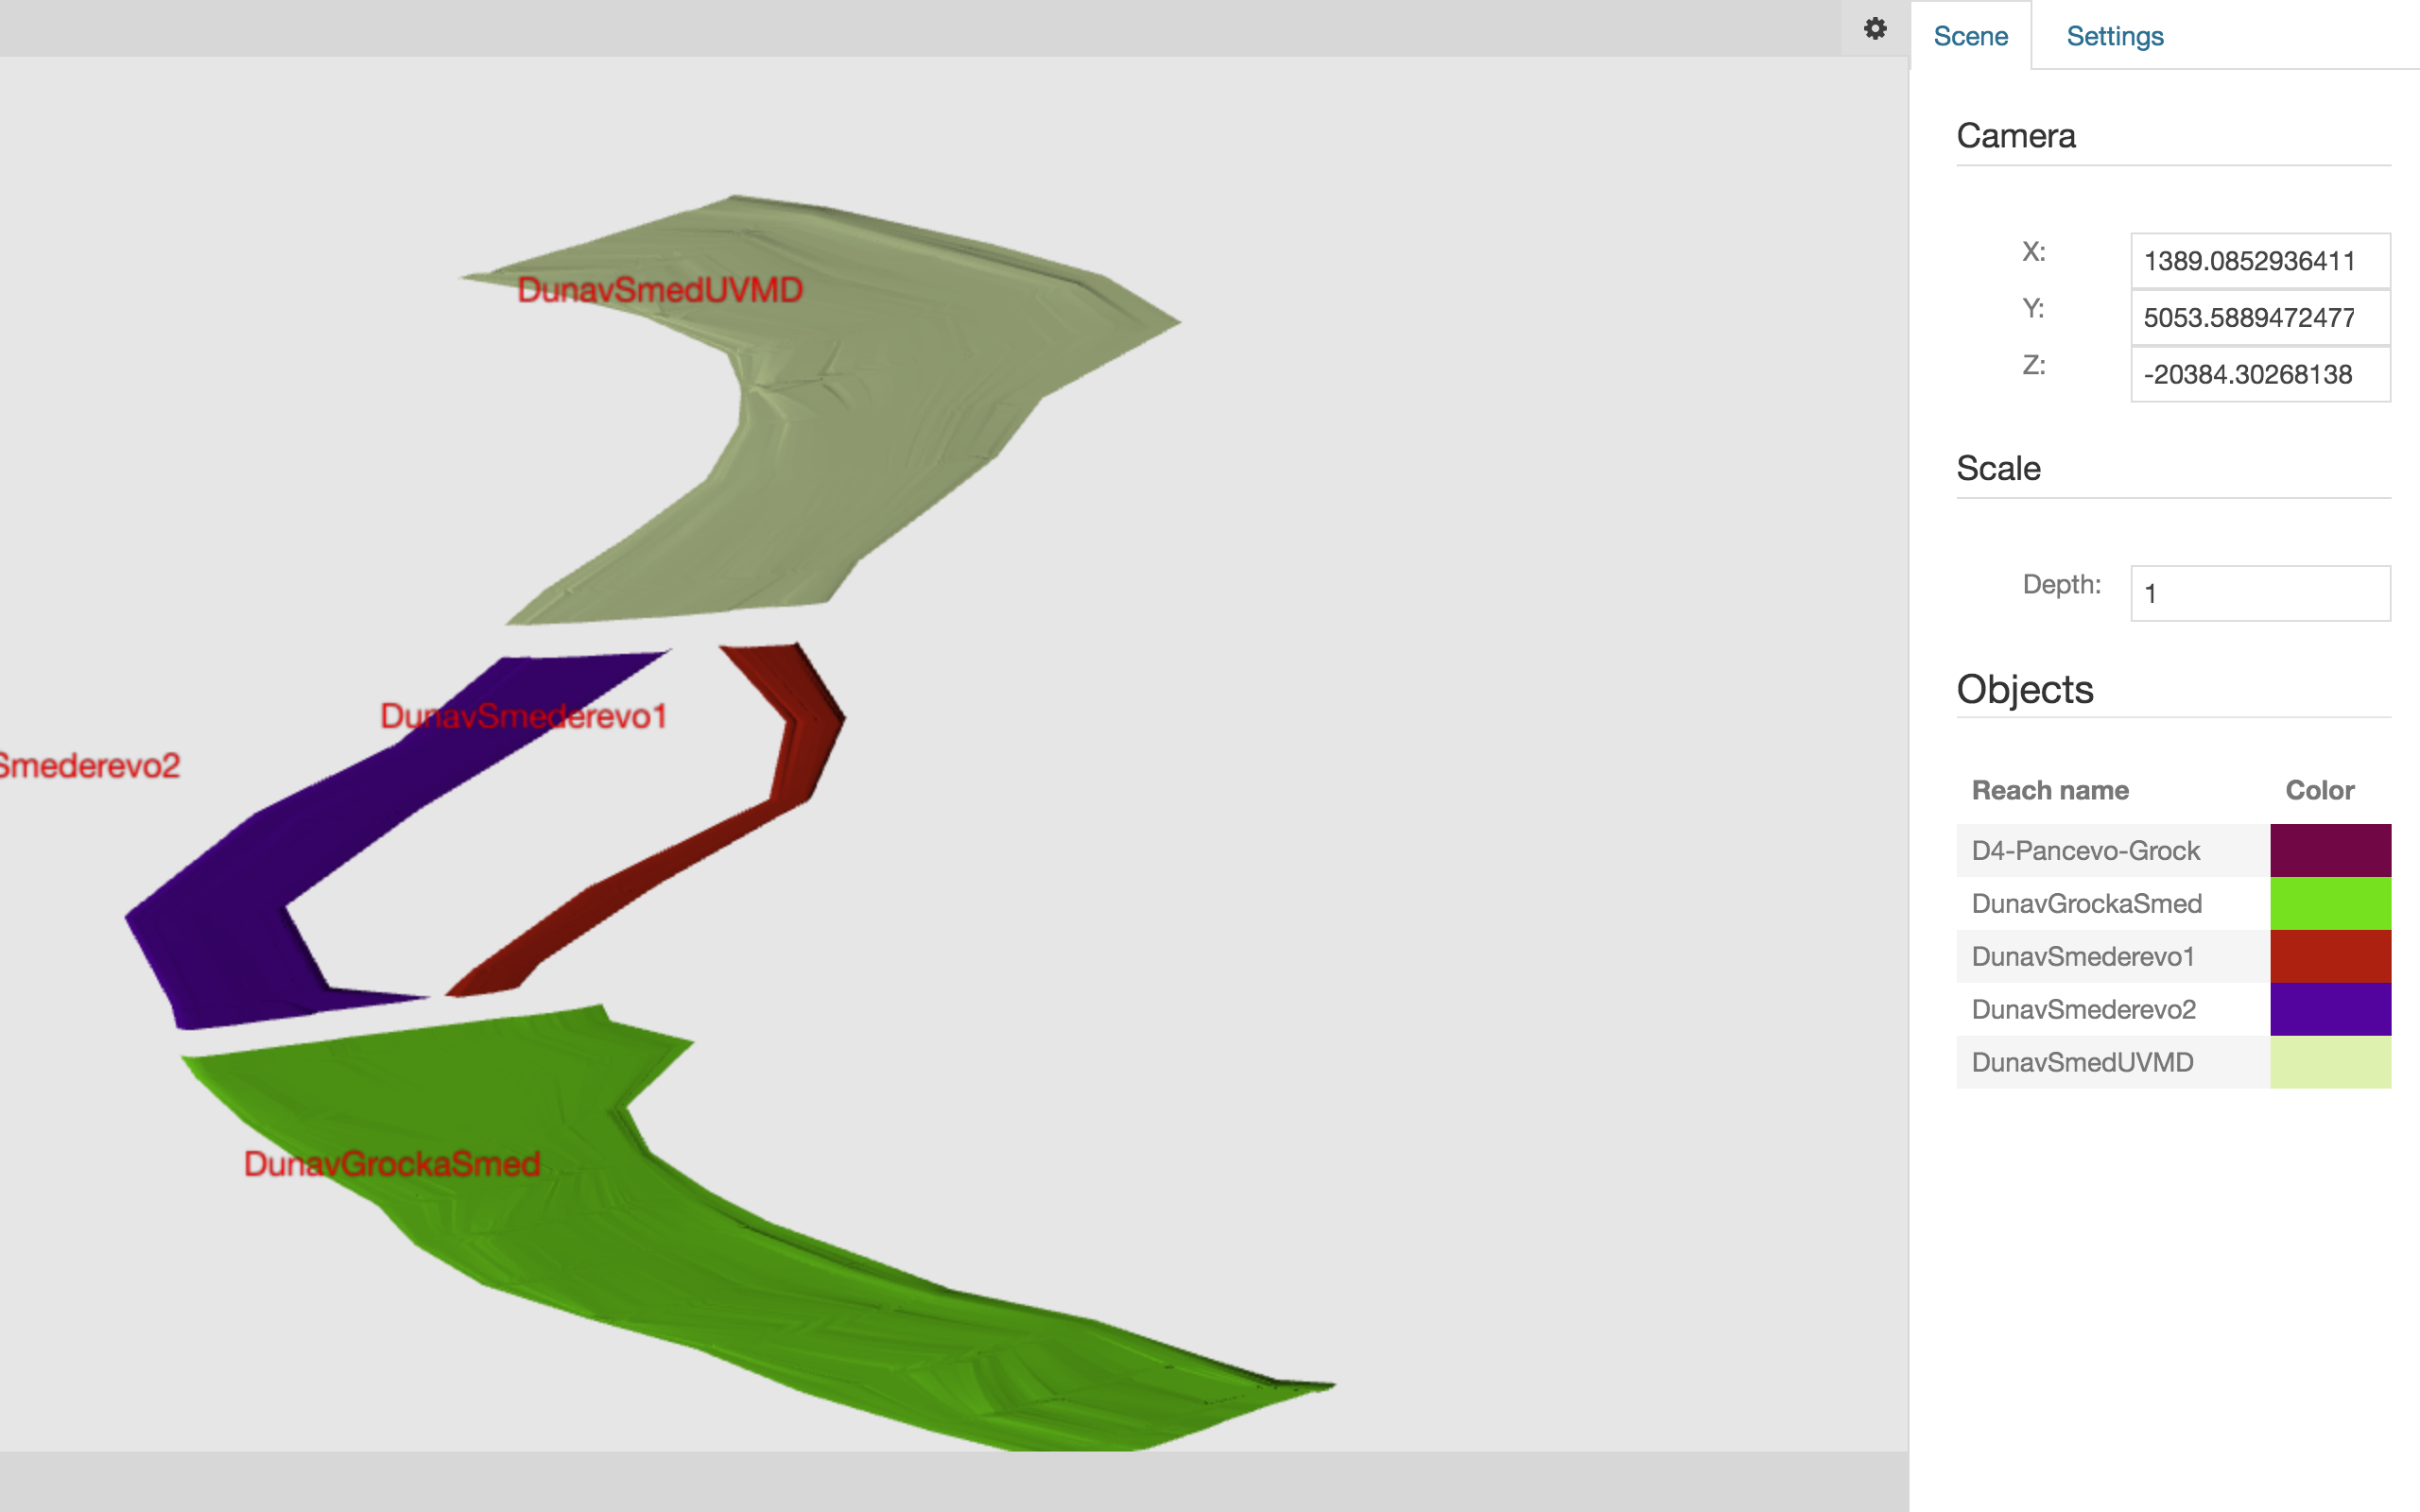 Scene Settings
Camera
X: 1389.0852936411
Y: 5053.5889472477
Z: -20384.30268138
Scale
Depth: 1
Objects
Reach name Color
D4-Pancevo-Grock
DunavGrockaSmed
DunavSmederevo1
DunavSmederevo2
DunavSmedUVMD
DunavSmedUVMD
DunavSmederevo1
Smederevo2
DunavGrockaSmed